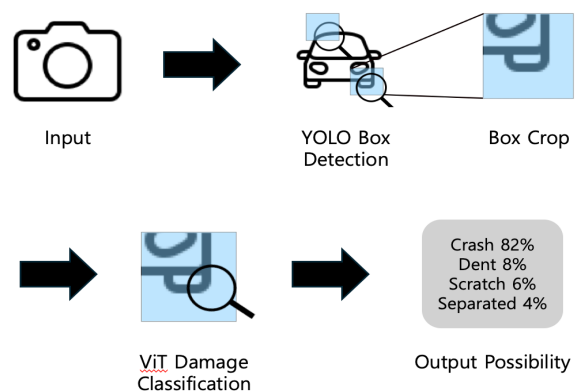 Input
YOLO Box
Detection
Box Crop
ViT Damage
Classification
Crash 82%
Dent 8%
Scratch 6%
Separated 4%
Output Possibility